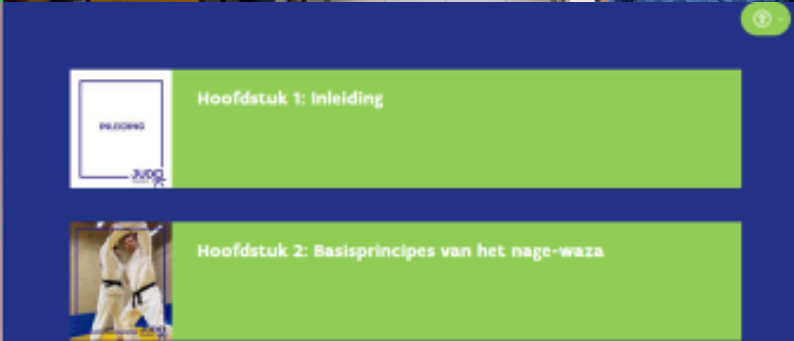 Hoofdstuk 1: Inleiding
INLEIDING
JUDO
Hoofdstuk 2: Basisprincipes van het nage-waza
JUDO